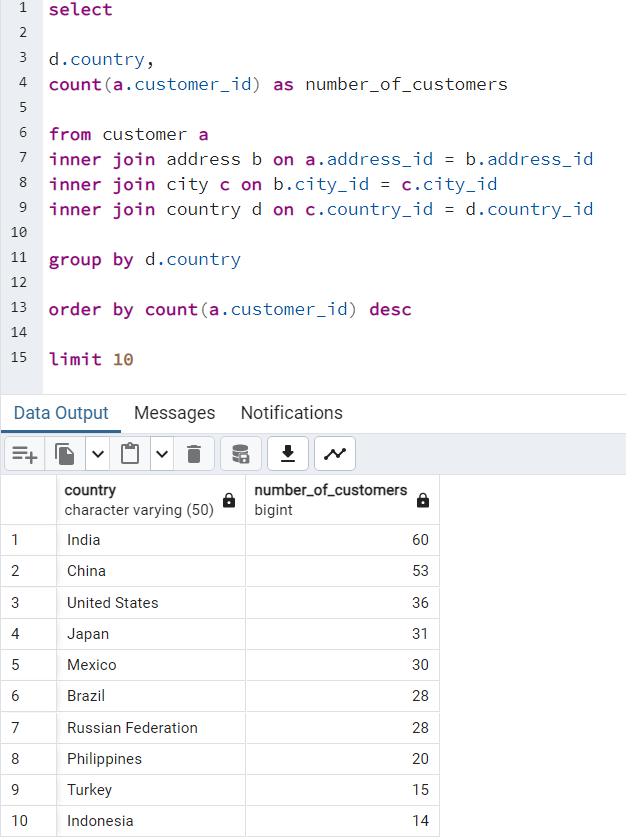 1 select
2
3 d.country,
4 count(a.customer_id) as number_of_customers
5
6 from customer a
7 inner join address b on a.address_id = b.address_id
8 inner join city c on b.city_id = c.city_id
9 inner join country d on c.country_id = d.country_id
10
11 group by d.country
12
13 order by count(a.customer_id) desc
14
15 limit 10
Data Output Messages Notifications
country number_of_customers
character varying (50) bigint
1 India 60
2 China 53
3 United States 36
4 Japan 31
5 Mexico 30
6 Brazil 28
7 Russian Federation 28
8 Philippines 20
9 Turkey 15
10 Indonesia 14